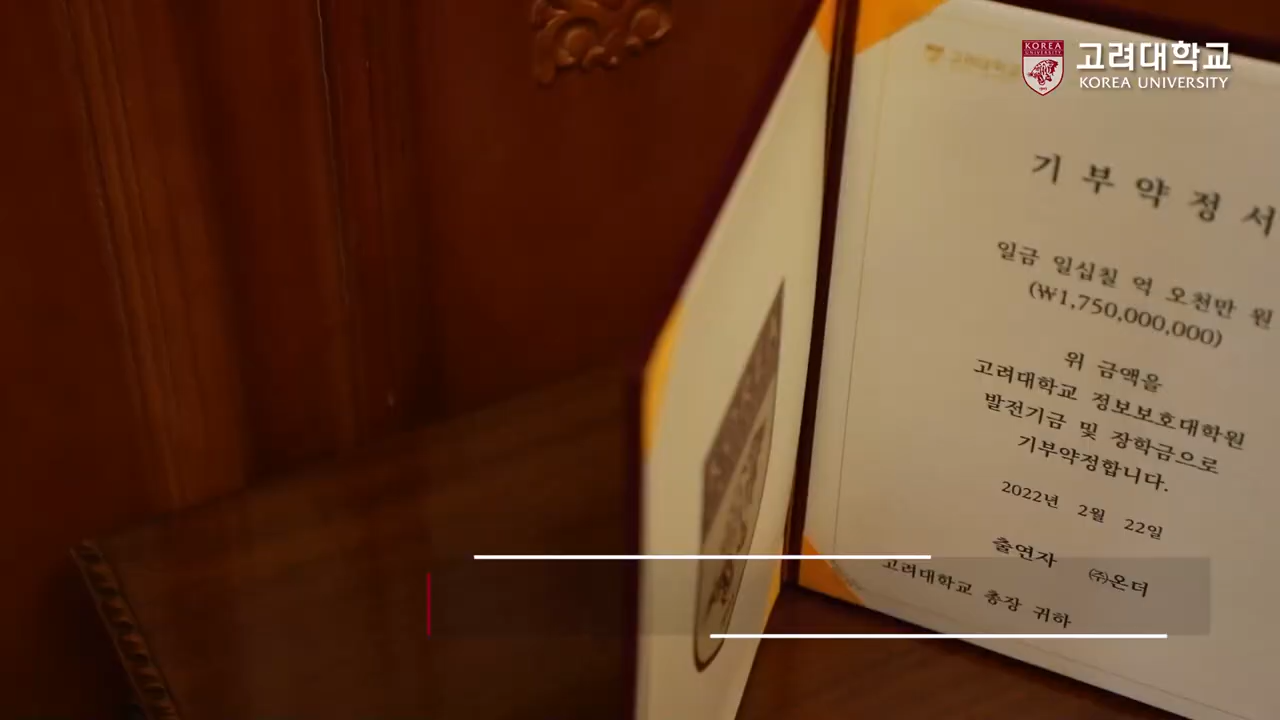 KOREA
UNIVERSITY
고려대학교
KOREA UNIVERSITY
기 부 약 정 서
일금 일십칠 억 오천만 원
(₩1,750,000,000)
위 금액을
고려대학교 정보보호대학원
발전기금 및 장학금으로
기부약정합니다.
2022년 2월 22일
출연자 ㈜온더
고려대학교 총장 귀하